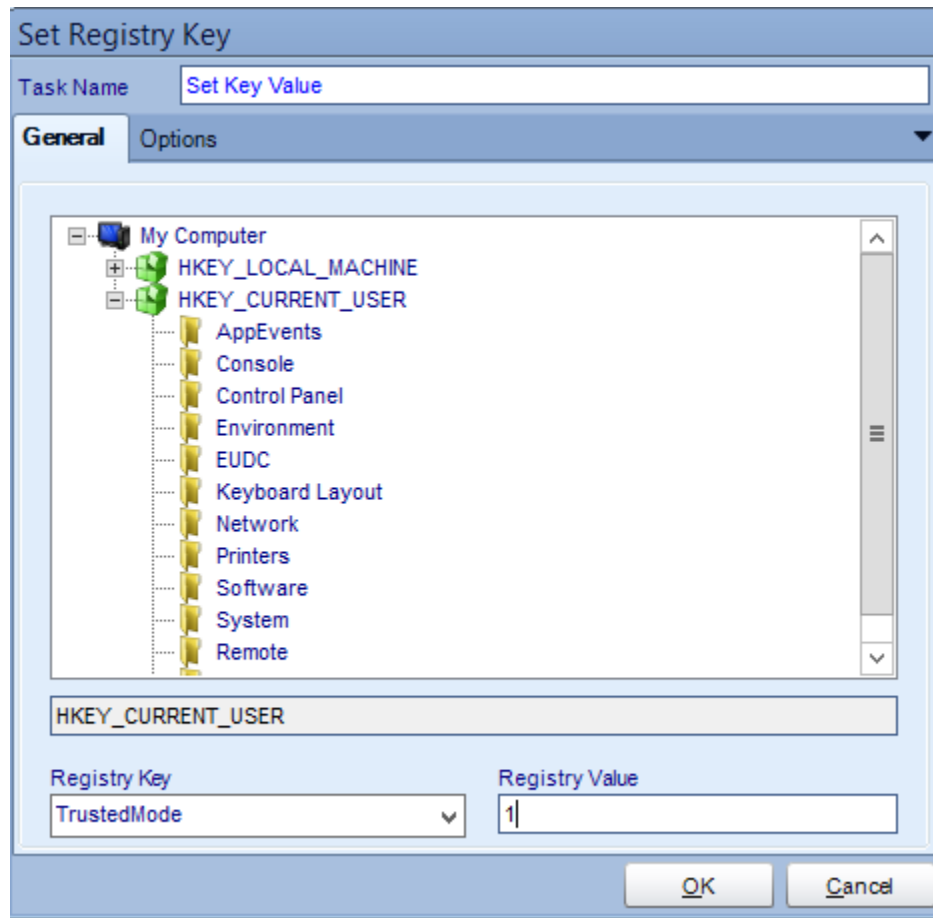 Set Registry Key
Task Name Set Key Value
General Options
My Computer
HKEY_LOCAL_MACHINE
HKEY_CURRENT_USER
AppEvents
Console
Control Panel
Environment
EUDC
Keyboard Layout
Network
Printers
Software
System
Remote
HKEY_CURRENT_USER
Registry Key Registry Value
TrustedMode 1
OK Cancel